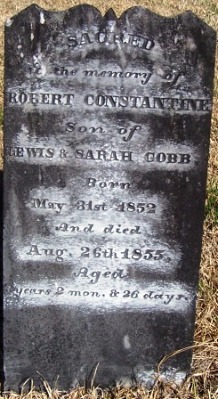 SACRED
to the memory of
ROBERT CONSTANTINE
Son of
LEWIS & SARAH COBB
Born
May 31st 1852
And died
Aug. 26th 1855.
Aged
years 2 mon. & 26 days.